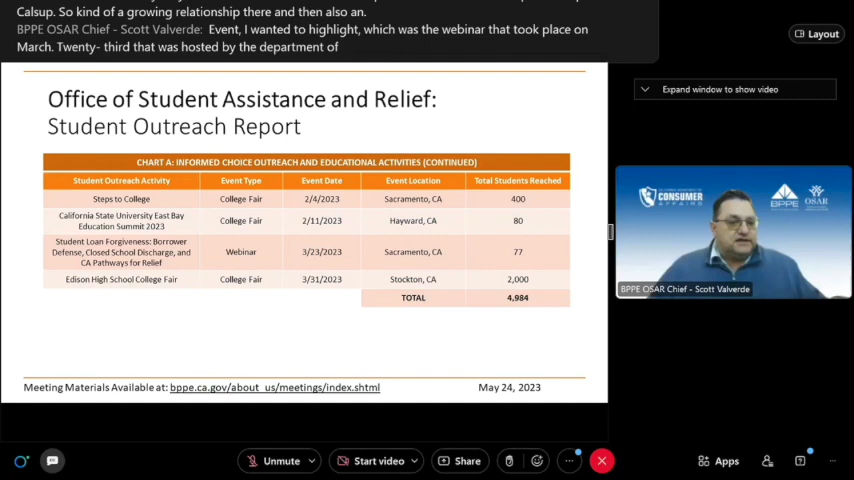 Calsup. So kind of a growing relationship there and then also an.
BPPE OSAR Chief - Scott Valverde: Event, I wanted to highlight, which was the webinar that took place on
March. Twenty- third that was hosted by the department of
Layout
Expand window to show video
Office of Student Assistance and Relief:
Student Outreach Report
CHART A: INFORMED CHOICE OUTREACH AND EDUCATIONAL ACTIVITIES (CONTINUED)
Student Outreach Activity Event Type Event Date Event Location Total Students Reached
Steps to College College Fair 2/4/2023 Sacramento, CA 400
California State University East Bay
Education Summit 2023 College Fair 2/11/2023 Hayward, CA 80
Student Loan Forgiveness: Borrower
Defense, Closed School Discharge, and
CA Pathways for Relief Webinar 3/23/2023 Sacramento, CA 77
Edison High School College Fair College Fair 3/31/2023 Stockton, CA 2,000
TOTAL 4,984
CONSUMER
AFFAIRS
BPPE
OSAR
BPPE OSAR Chief - Scott Valverde
Meeting Materials Available at: bppe.ca.gov/about_us/meetings/index.shtml May 24, 2023
Unmute Start video Share Apps